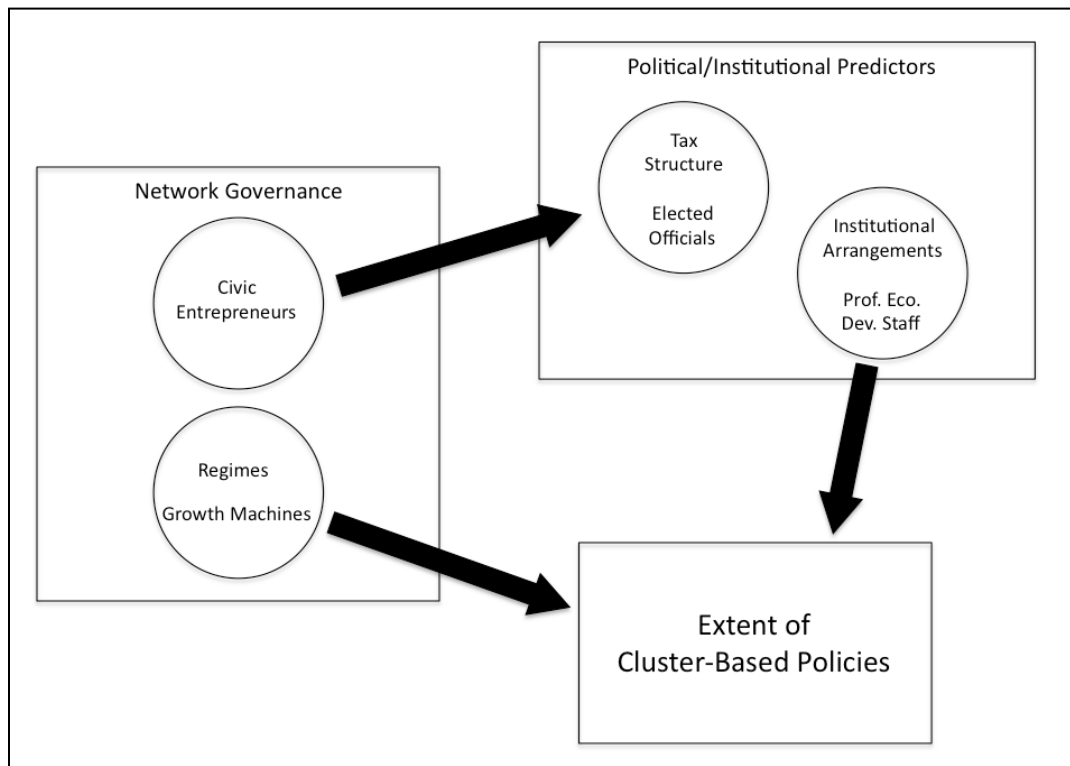 Political/Institutional Predictors
Tax
Structure
Elected
Officials
Institutional
Arrangements
Prof. Eco.
Dev. Staff
Network Governance
Civic
Entrepreneurs
Regimes
Growth Machines
Extent of
Cluster-Based Policies